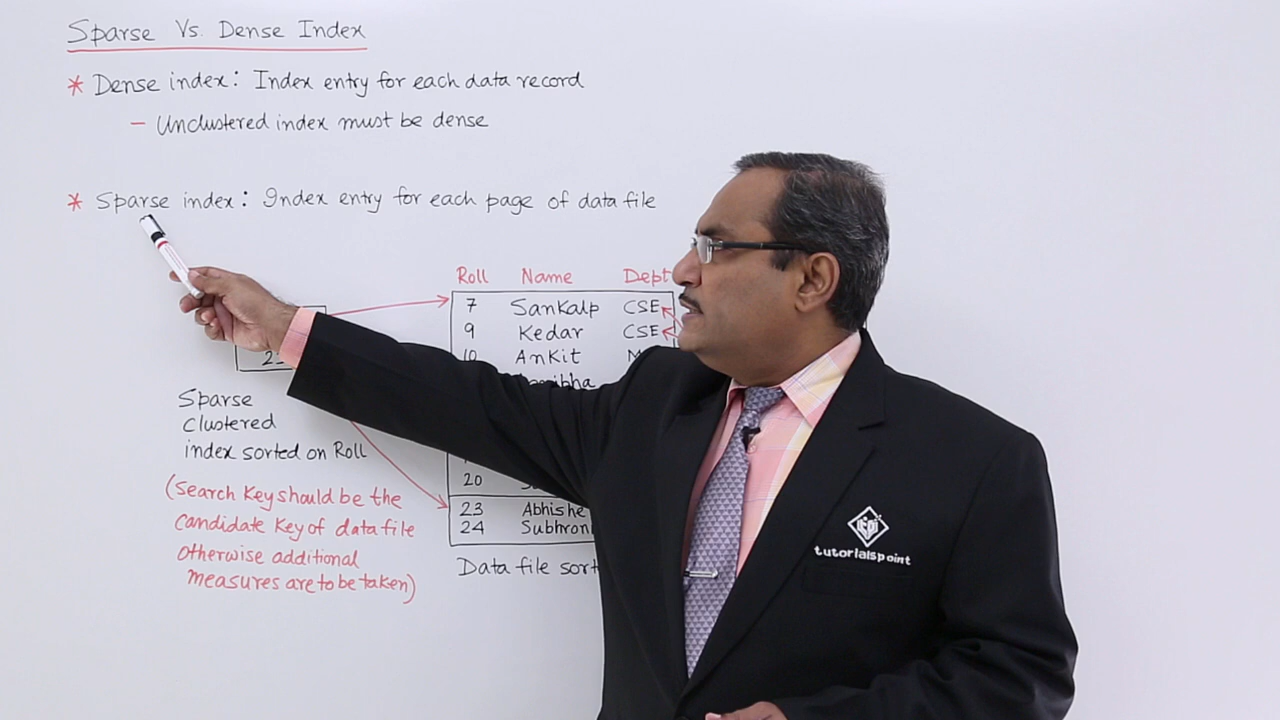 Sparse Vs. Dense Index
* Dense index: Index entry for each data record
- Unclustered index must be dense
* Sparse index: Index entry for each page of data file
Roll Name Dept
7 Sankalp CSE
9 Kedar CSE
10 Ankit
20
23
24
Sparse
Clustered
index sorted on Roll
(Search Key should be the
candidate Key of data file
otherwise additional
measures are to be taken)
Data file
tutorialspoint